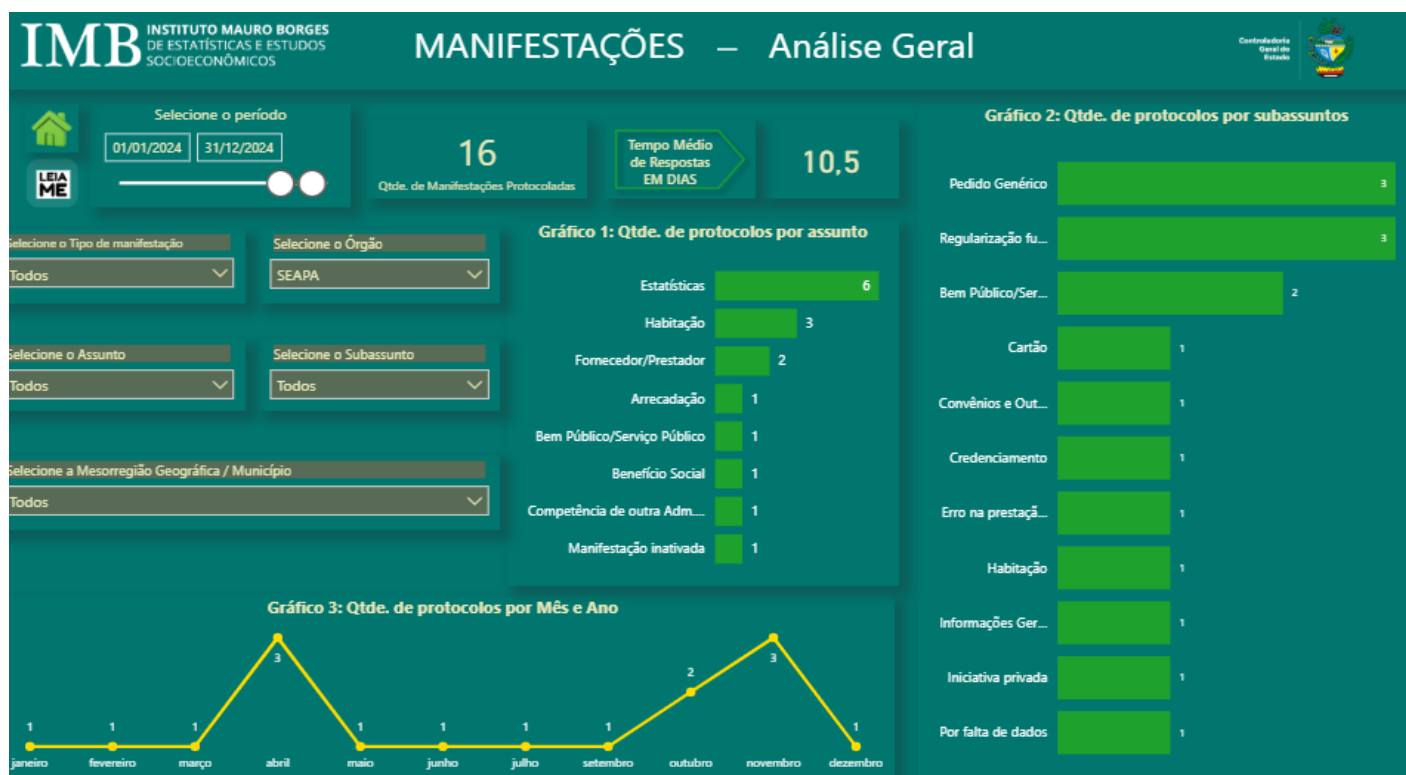 IMB
INSTITUTO MAURO BORGES
DE ESTATÍSTICAS E ESTUDOS
SOCIOECONÔMICOS
MANIFESTAÇÕES – Análise Geral
Controladoria
Geral do
Estado
Selecione o período
01/01/2024 31/12/2024
LEIA
ME
16
Qtde. de Manifestações Protocoladas
Tempo Médio
de Respostas
EM DIAS
10,5
Selecione o Tipo de manifestação
Todos
Selecione o Órgão
SEAPA
Selecione o Assunto
Todos
Selecione o Subassunto
Todos
Selecione a Mesorregião Geográfica / Município
Todos
Gráfico 1: Qtde. de protocolos por assunto
Estatísticas 6
Habitação 3
Fornecedor/Prestador 2
Arrecadação 1
Bem Público/Serviço Público 1
Benefício Social 1
Competência de outra Adm.... 1
Manifestação inativada 1
Gráfico 2: Qtde. de protocolos por subassuntos
Pedido Genérico 3
Regularização fu... 3
Bem Público/Ser... 2
Cartão 1
Convênios e Out... 1
Credenciamento 1
Erro na prestaçã... 1
Habitação 1
Informações Ger... 1
Iniciativa privada 1
Por falta de dados 1
Gráfico 3: Qtde. de protocolos por Mês e Ano
1 1 1 3 1 1 1 1 2 3 1
janeiro fevereiro março abril maio junho julho setembro outubro novembro dezembro